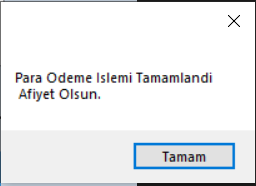 Para Odeme Islemi Tamamlandi
Afiyet Olsun.
Tamam